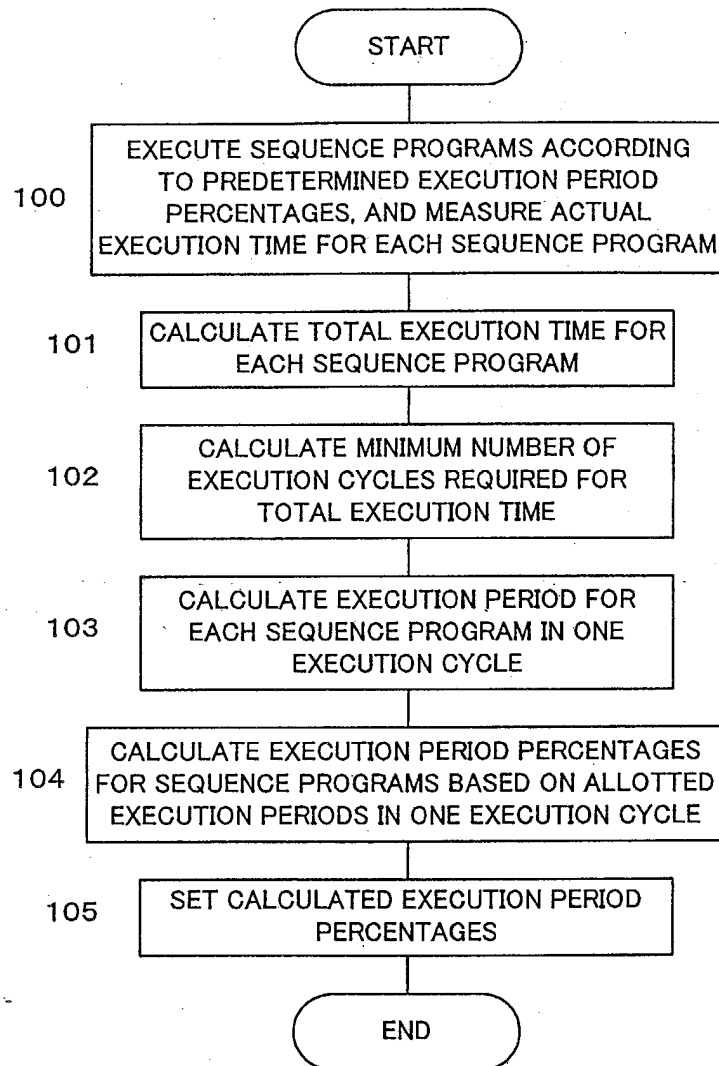 START
100
EXECUTE SEQUENCE PROGRAMS ACCORDING
TO PREDETERMINED EXECUTION PERIOD
PERCENTAGES, AND MEASURE ACTUAL
EXECUTION TIME FOR EACH SEQUENCE PROGRAM
101
CALCULATE TOTAL EXECUTION TIME FOR
EACH SEQUENCE PROGRAM
102
CALCULATE MINIMUM NUMBER OF
EXECUTION CYCLES REQUIRED FOR
TOTAL EXECUTION TIME
103
CALCULATE EXECUTION PERIOD FOR
EACH SEQUENCE PROGRAM IN ONE
EXECUTION CYCLE
104
CALCULATE EXECUTION PERIOD PERCENTAGES
FOR SEQUENCE PROGRAMS BASED ON ALLOTTED
EXECUTION PERIODS IN ONE EXECUTION CYCLE
105
SET CALCULATED EXECUTION PERIOD
PERCENTAGES
END